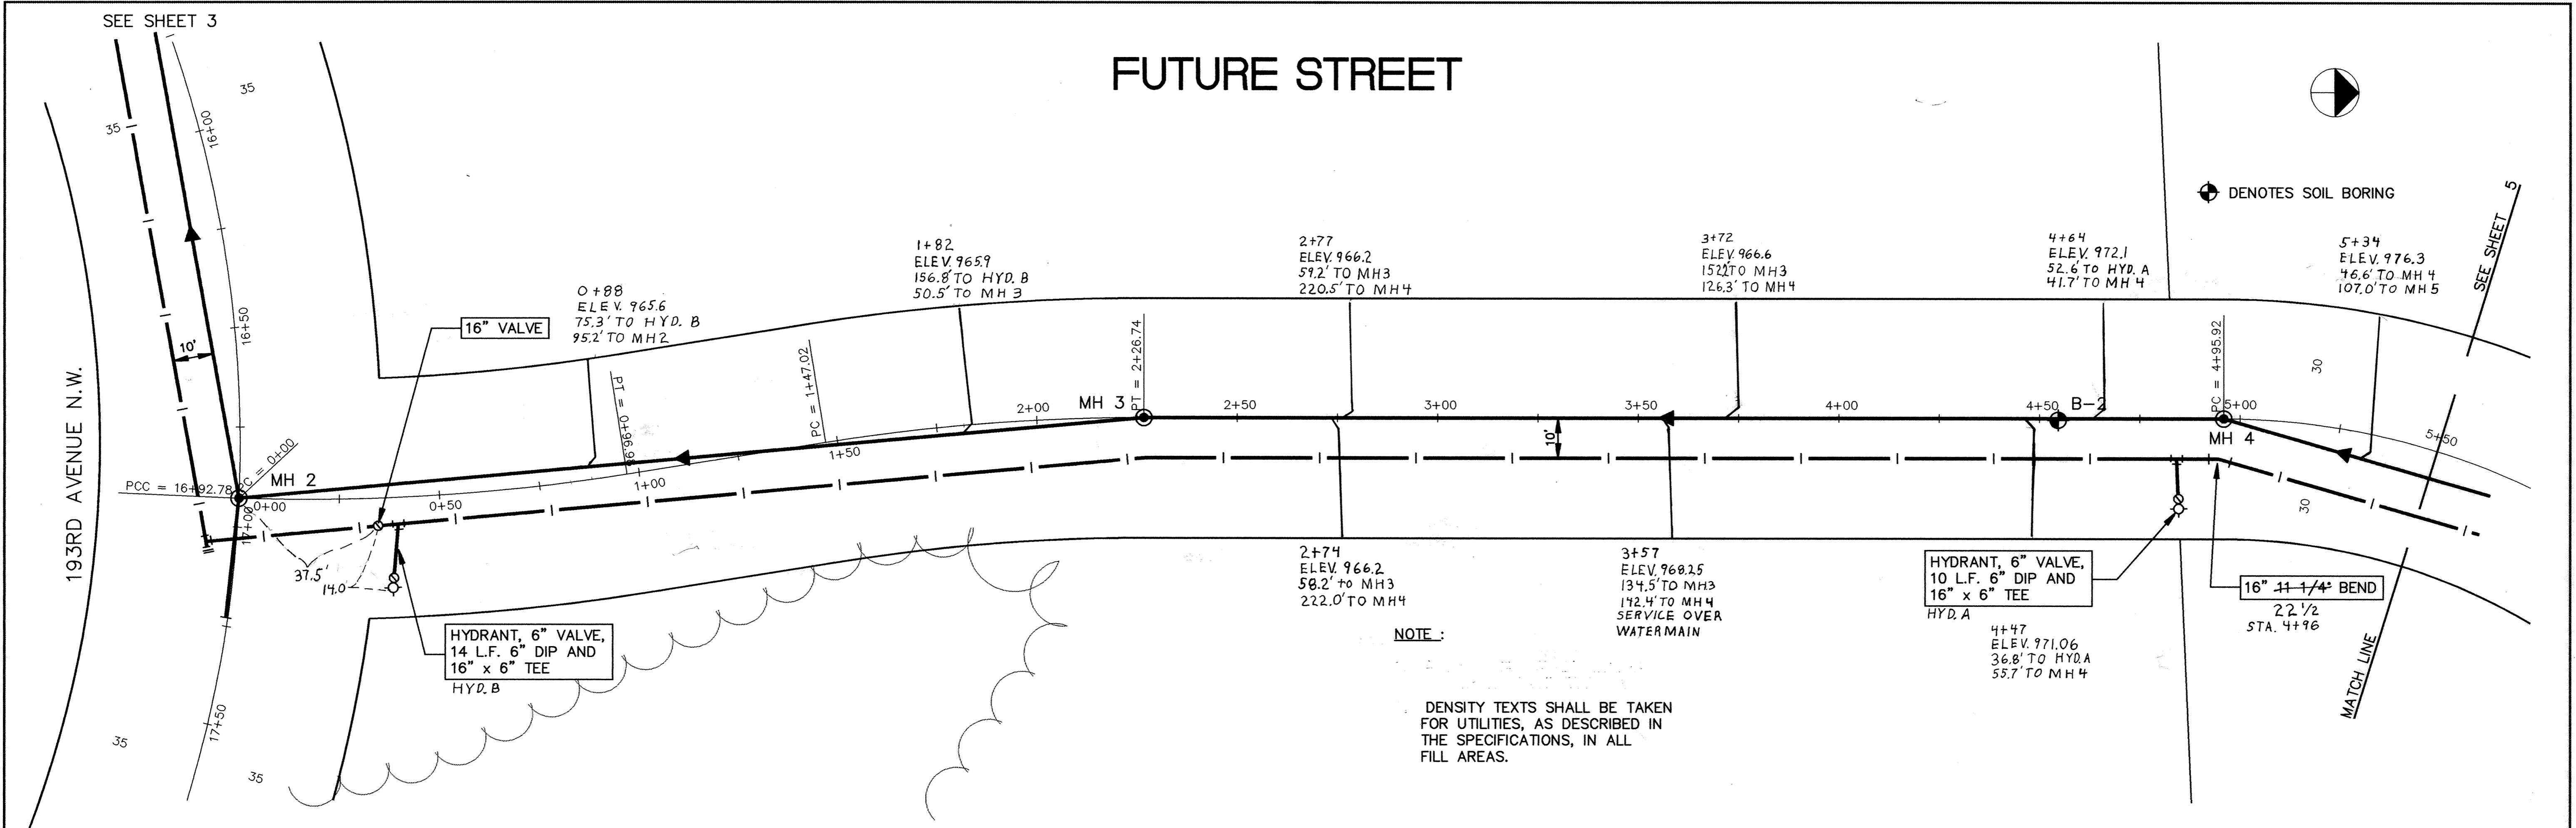 SEE SHEET 3
FUTURE STREET
35
35
16+00
DENOTES SOIL BORING
SEE SHEET 5
0+88
ELEV. 965.6
75.3' TO HYD. B
95.2' TO MH2
1+82
ELEV. 965.9
156.8' TO HYD. B
50.5' TO MH 3
2+77
ELEV. 966.2
59.2' TO MH3
220.5' TO MH4
3+72
ELEV. 966.6
TO MH3
126.3' TO MH4
4+64
ELEV. 972.1
52.6' TO HYD. A
41.7' TO MH 4
5+34
ELEV. 976.3
46.6' TO MH 4
107.0' TO MH5
16" VALVE
16+50
10'
193RD AVENUE N.W.
PT = 0+96.98
PC = 1+47.02
PT = 2+26.74
PC = 4+95.92
30
MH 3
2+00
2+50
3+00
3+50
4+00
4+50
B-2
5+00
MH 4
5+50
10'
1+50
1+00
0+50
0+00
PC = 0+00
MH 2
PCC = 16+92.78
17+00
30
37.5'
14.0
HYDRANT, 6" VALVE,
14 L.F. 6" DIP AND
16" x 6" TEE
HYD. B
2+74
ELEV. 966.2
58.2' to MH3
222.0' TO MH4
3+57
ELEV. 968.25
134.5' TO MH3
142.4' TO MH4
SERVICE OVER
WATERMAIN
HYDRANT, 6" VALVE,
10 L.F. 6" DIP AND
16" x 6" TEE
HYD. A
4+47
ELEV. 971.06
36.8' TO HYD.A
55.7' TO MH4
16" 11 1/4° BEND
22 1/2
STA. 4+96
MATCH LINE
NOTE :
DENSITY TEXTS SHALL BE TAKEN
FOR UTILITIES, AS DESCRIBED IN
THE SPECIFICATIONS, IN ALL
FILL AREAS.
17+50
35
35